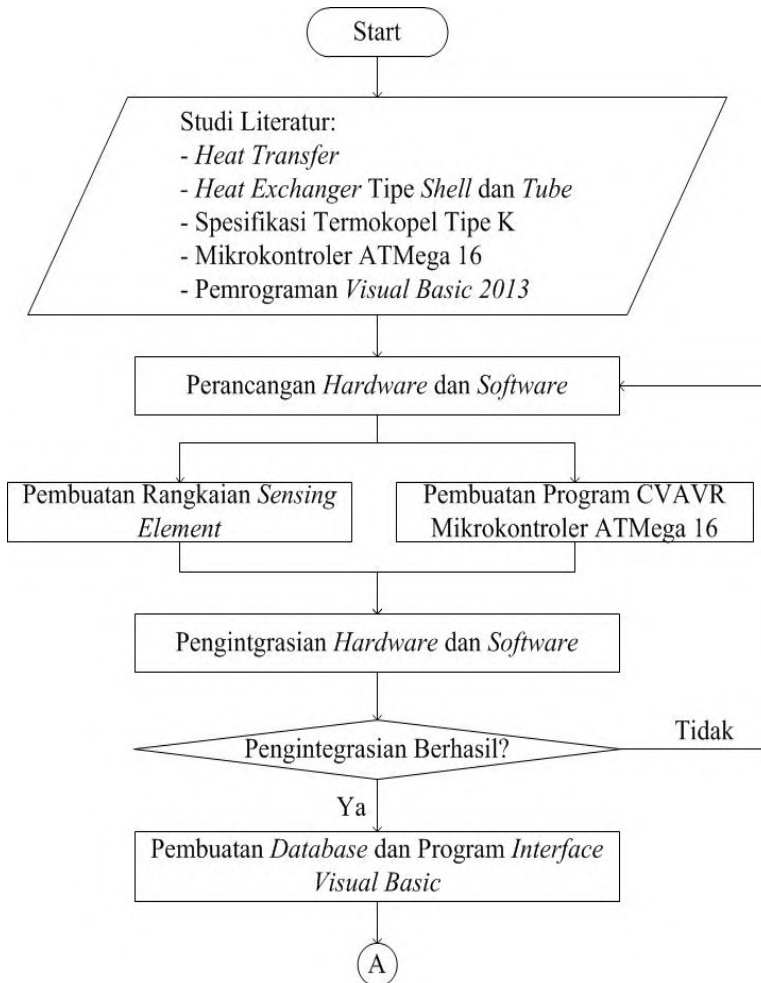 Start
Studi Literatur:
- Heat Transfer
- Heat Exchanger Tipe Shell dan Tube
- Spesifikasi Termokopel Tipe K
- Mikrokontroler ATMega 16
- Pemrograman Visual Basic 2013
Perancangan Hardware dan Software
Pembuatan Rangkaian Sensing
Element
Pembuatan Program CVAVR
Mikrokontroler ATMega 16
Pengintgrasian Hardware dan Software
Pengintegrasian Berhasil?
Tidak
Ya
Pembuatan Database dan Program Interface
Visual Basic
A